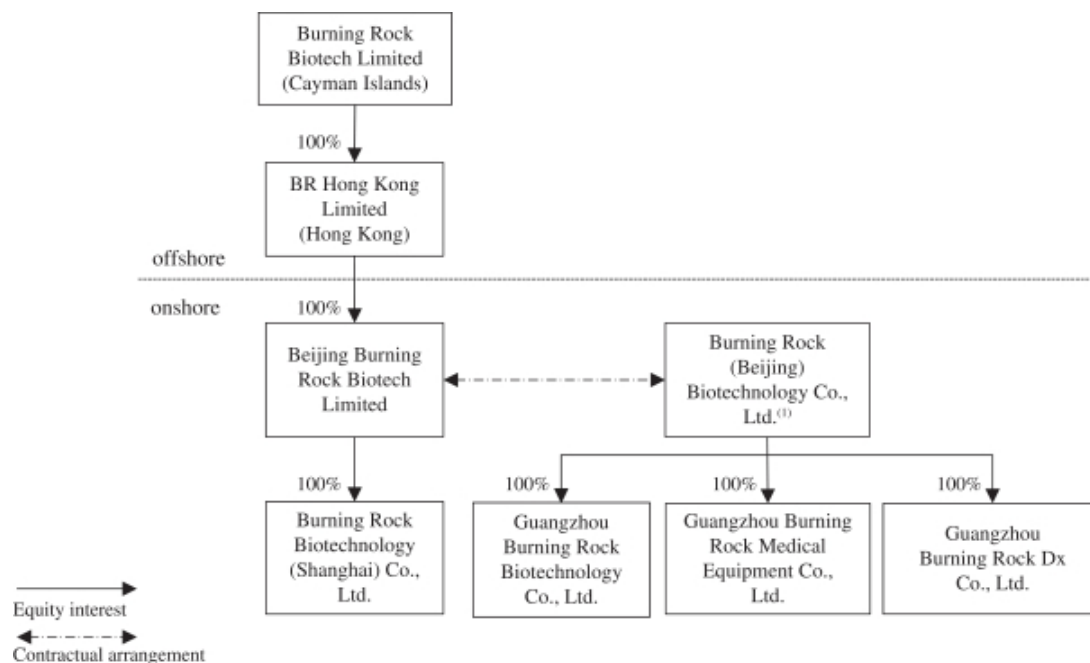 Burning Rock
Biotech Limited
(Cayman Islands)
100%
BR Hong Kong
Limited
(Hong Kong)
offshore
onshore
100%
Beijing Burning
Rock Biotech
Limited
Burning Rock
(Beijing)
Biotechnology Co.,
Ltd.(1)
100%
100%
100%
100%
Burning Rock
Biotechnology
(Shanghai) Co.,
Ltd.
Guangzhou
Burning Rock
Biotechnology
Co., Ltd.
Guangzhou Burning
Rock Medical
Equipment Co.,
Ltd.
Guangzhou
Burning Rock Dx
Co., Ltd.
Equity interest
Contractual arrangement